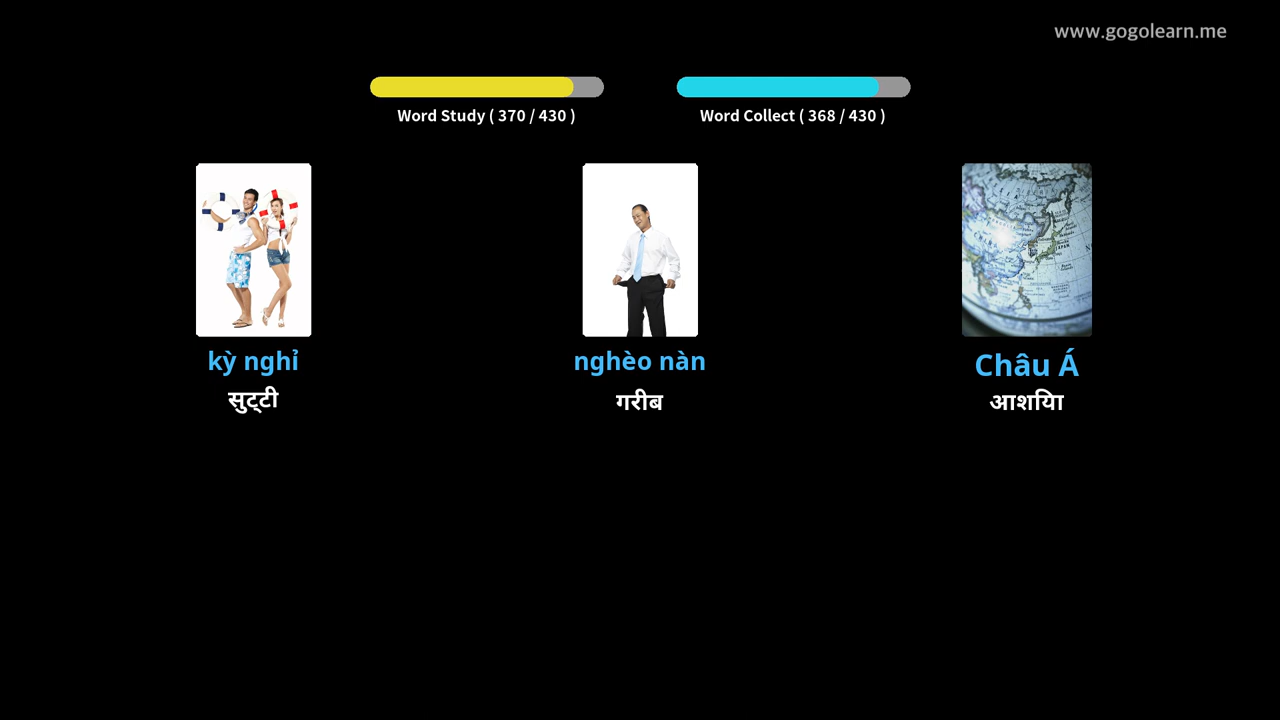 www.gogolearn.me
Word Study ( 370 / 430 )
Word Collect ( 368 / 430 )
kỳ nghỉ
nghèo nàn
Châu Á
सुट्टी
गरीब
आशिया